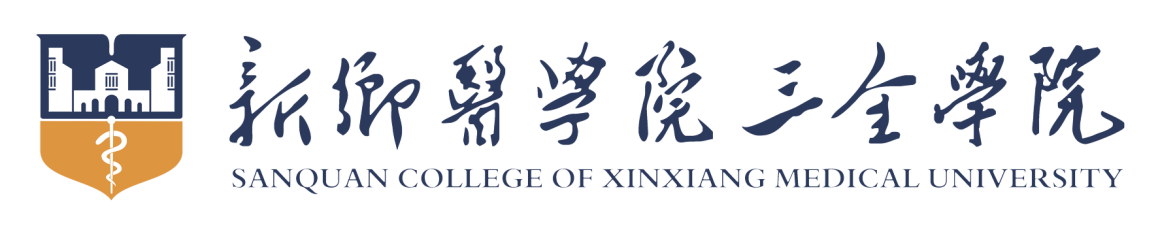 新鄉醫學院三全學院
SANQUAN COLLEGE OF XINXIANG MEDICAL UNIVERSITY